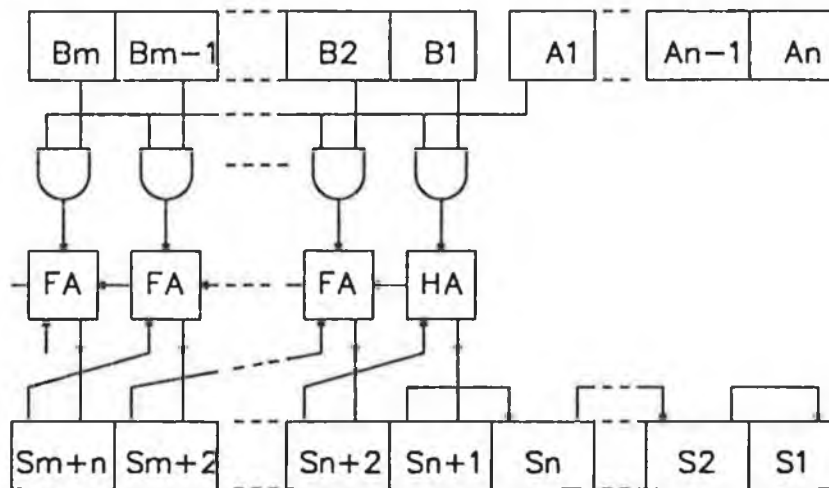 Bm Bm-1 B2 B1 A1 An-1 An
FA FA FA HA
Sm+n Sm+2 Sn+2 Sn+1 Sn S2 S1